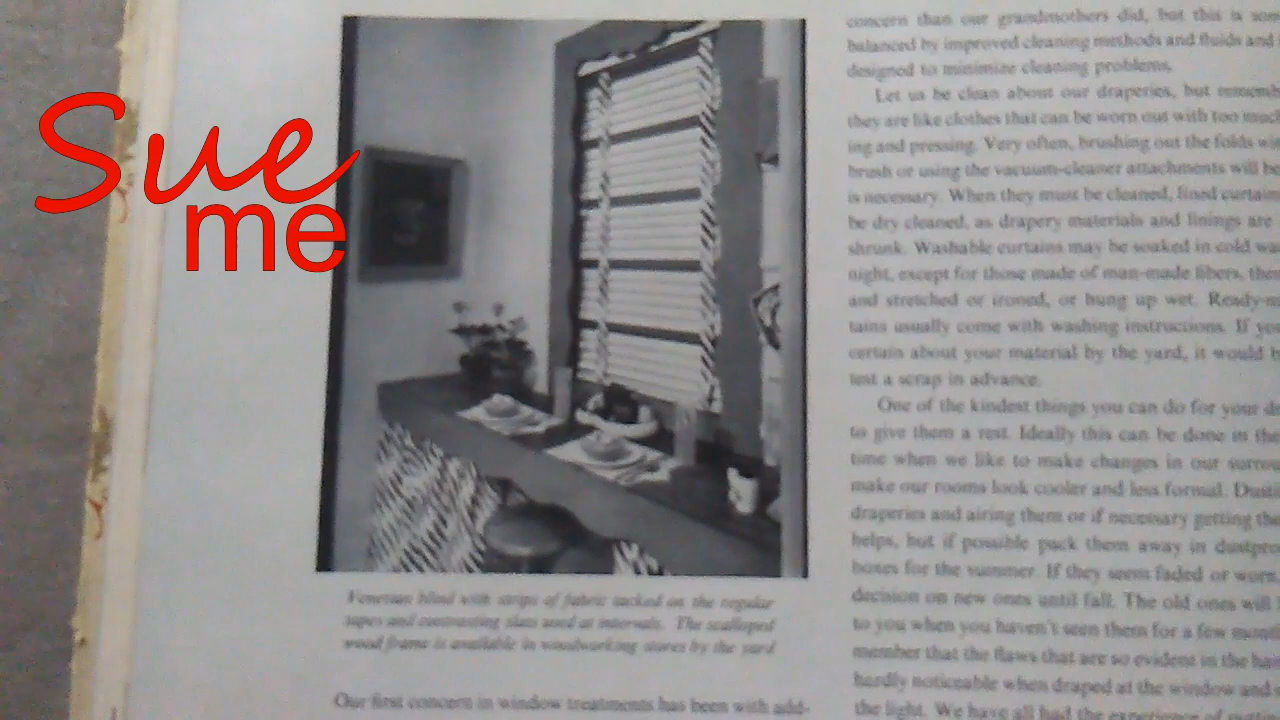 Sue
me
Venetian blind with strips of fabric tacked on the regular
tapes and contrasting slats used at intervals. The scalloped
wood frame is available in woodworking stores by the yard
Our first concern in window treatments has been with add-
concern than our grandmothers did, but this is
balanced by improved cleaning methods and fluids and
designed to minimize cleaning problems.
Let us be clean about our draperies, but
they are like clothes that can be worn out with too
ing and pressing. Very often, brushing out the folds
brush or using the vacuum-cleaner attachments will
is necessary. When they must be cleaned, lined
be dry cleaned, as drapery materials and linings are
shrunk. Washable curtains may be soaked in cold
night, except for those made of man-made fibers,
and stretched or ironed, or hung up wet.
tains usually come with washing instructions. If
certain about your material by the yard, it would
test a scrap in advance.
One of the kindest things you can do for your
to give them a rest. Ideally this can be done in
time when we like to make changes in our
make our rooms look cooler and less formal.
draperies and airing them or if necessary getting
helps, but if possible pack them away in
boxes for the summer. If they seem faded or
decision on new ones until fall. The old ones
to you when you haven't seen them for a few
member that the flaws that are so evident in the
hardly noticeable when draped at the window and
the light. We have all had the experience of